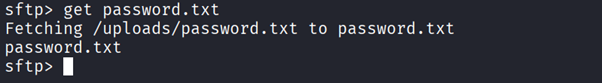 sftp> get password.txt
Fetching /uploads/password.txt to password.txt
password.txt
sftp>